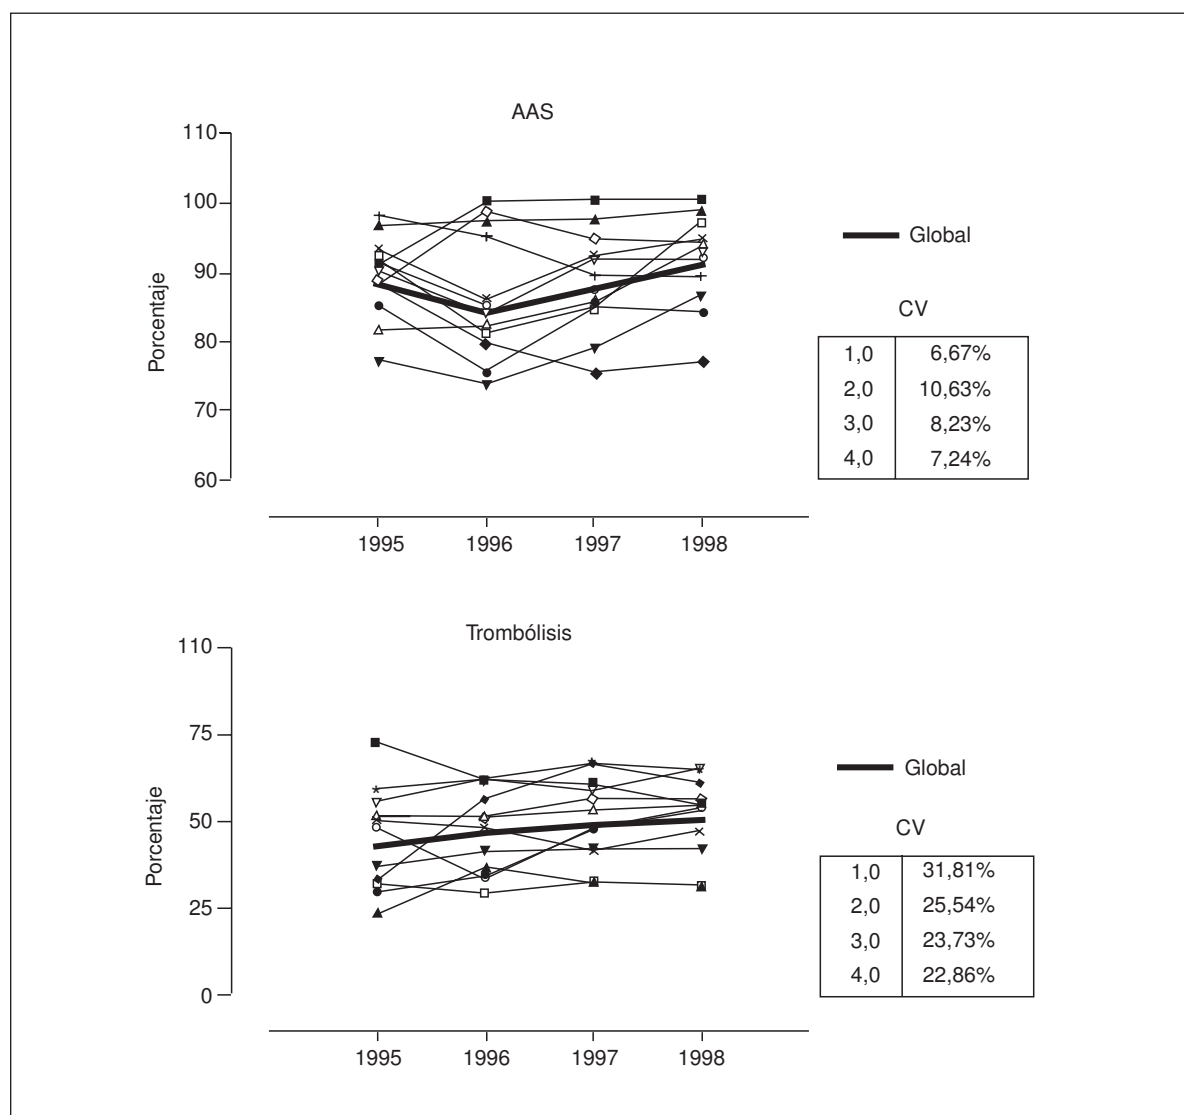 AAS
110
100
90
80
70
60
Porcentaje
1995 1996 1997 1998
Global
CV
1,0 6,67%
2,0 10,63%
3,0 8,23%
4,0 7,24%
Trombólisis
110
75
50
25
0
Porcentaje
1995 1996 1997 1998
Global
CV
1,0 31,81%
2,0 25,54%
3,0 23,73%
4,0 22,86%